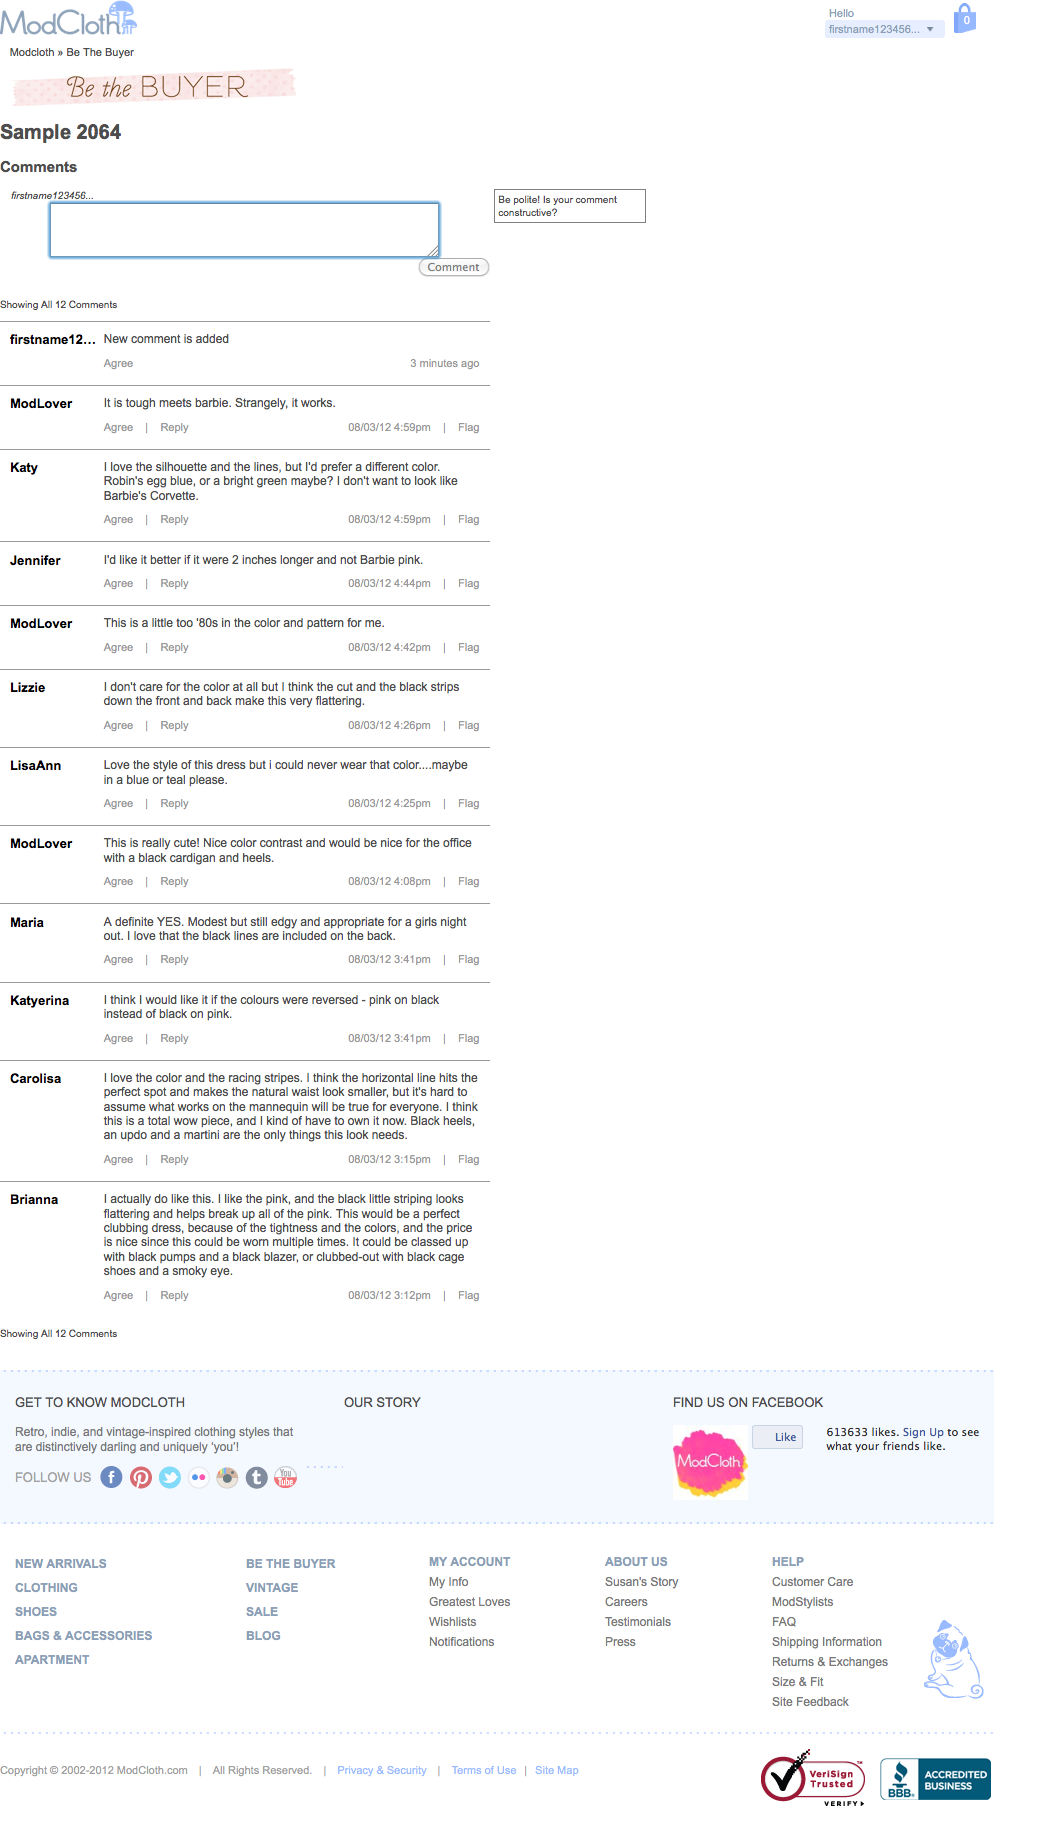 ModCloth
Hello
firstname123456...
0
Modcloth » Be The Buyer
Be the BUYER
Sample 2064
Comments
firstname123456...
Be polite! Is your comment
constructive?
Comment
Showing All 12 Comments
firstname12... New comment is added
Agree 3 minutes ago
ModLover It is tough meets barbie. Strangely, it works.
Agree | Reply 08/03/12 4:59pm | Flag
Katy I love the silhouette and the lines, but I'd prefer a different color.
Robin's egg blue, or a bright green maybe? I don't want to look like
Barbie's Corvette.
Agree | Reply 08/03/12 4:59pm | Flag
Jennifer I'd like it better if it were 2 inches longer and not Barbie pink.
Agree | Reply 08/03/12 4:44pm | Flag
ModLover This is a little too '80s in the color and pattern for me.
Agree | Reply 08/03/12 4:42pm | Flag
Lizzie I don't care for the color at all but I think the cut and the black strips
down the front and back make this very flattering.
Agree | Reply 08/03/12 4:26pm | Flag
LisaAnn Love the style of this dress but i could never wear that color....maybe
in a blue or teal please.
Agree | Reply 08/03/12 4:25pm | Flag
ModLover This is really cute! Nice color contrast and would be nice for the office
with a black cardigan and heels.
Agree | Reply 08/03/12 4:08pm | Flag
Maria A definite YES. Modest but still edgy and appropriate for a girls night
out. I love that the black lines are included on the back.
Agree | Reply 08/03/12 3:41pm | Flag
Katyerina I think I would like it if the colours were reversed - pink on black
instead of black on pink.
Agree | Reply 08/03/12 3:41pm | Flag
Carolisa I love the color and the racing stripes. I think the horizontal line hits the
perfect spot and makes the natural waist look smaller, but it's hard to
assume what works on the mannequin will be true for everyone. I think
this is a total wow piece, and I kind of have to own it now. Black heels,
an updo and a martini are the only things this look needs.
Agree | Reply 08/03/12 3:15pm | Flag
Brianna I actually do like this. I like the pink, and the black little striping looks
flattering and helps break up all of the pink. This would be a perfect
clubbing dress, because of the tightness and the colors, and the price
is nice since this could be worn multiple times. It could be classed up
with black pumps and a black blazer, or clubbed-out with black cage
shoes and a smoky eye.
Agree | Reply 08/03/12 3:12pm | Flag
Showing All 12 Comments
GET TO KNOW MODCLOTH
Retro, indie, and vintage-inspired clothing styles that
are distinctively darling and uniquely 'you'!
FOLLOW US
You Tube
OUR STORY
FIND US ON FACEBOOK
ModCloth
Like
613633 likes. Sign Up to see
what your friends like.
NEW ARRIVALS
CLOTHING
SHOES
BAGS & ACCESSORIES
APARTMENT
BE THE BUYER
VINTAGE
SALE
BLOG
MY ACCOUNT
My Info
Greatest Loves
Wishlists
Notifications
ABOUT US
Susan's Story
Careers
Testimonials
Press
HELP
Customer Care
ModStylists
FAQ
Shipping Information
Returns & Exchanges
Size & Fit
Site Feedback
Copyright © 2002-2012 ModCloth.com | All Rights Reserved. | Privacy & Security | Terms of Use | Site Map
VeriSign
Trusted
VERIFY
BBB.
ACCREDITED
BUSINESS